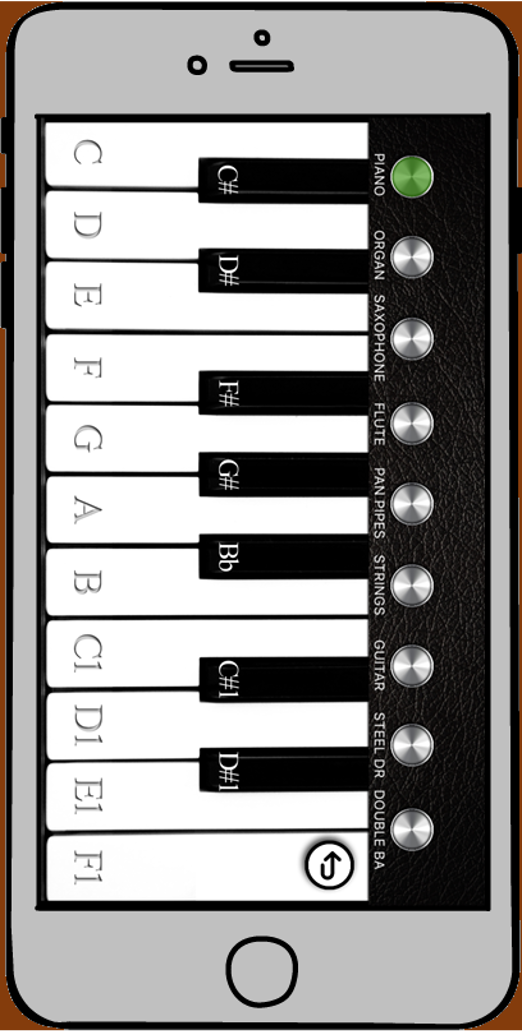 PIANO
ORGAN
SAXOPHONE
FLUTE
PAN PIPES
STRINGS
GUITAR
STEEL DR
DOUBLE BA
C#
D#
F#
G#
Bb
C#1
D#1
C
D
E
F
G
A
B
C1
D1
E1
F1